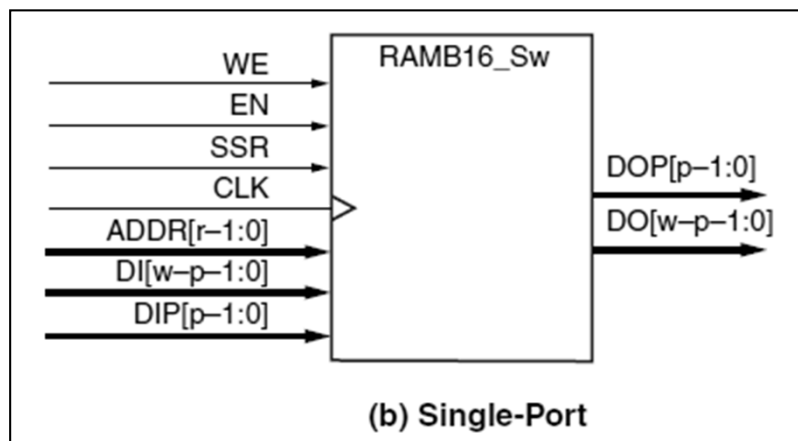 RAMB16_Sw
WE
EN
SSR
CLK
ADDR[r–1:0]
DI[w–p–1:0]
DIP[p–1:0]
DOP[p–1:0]
DO[w–p–1:0]
(b) Single-Port